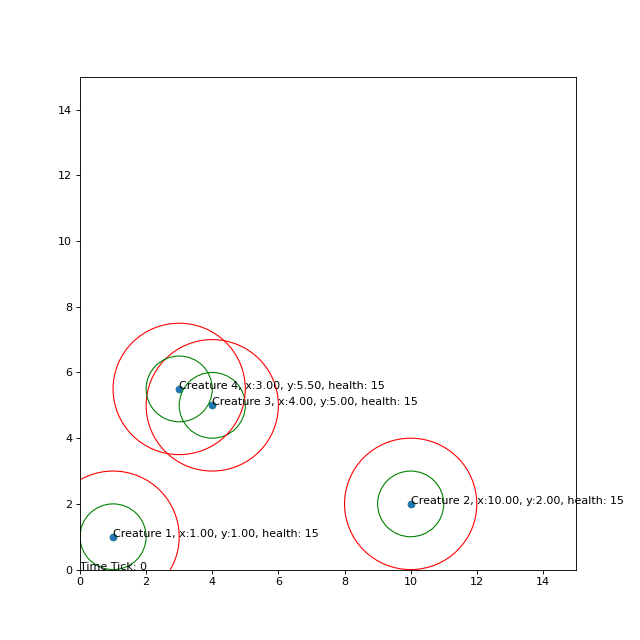 14
12
10
8
6
Creature 4, x:3.00, y:5.50, health: 15
Creature 3, x:4.00, y:5.00, health: 15
4
2
Creature 2, x:10.00, y:2.00, health: 15
Creature 1, x:1.00, y:1.00, health: 15
0
Time Tick: 0
0 2 4 6 8 10 12 14